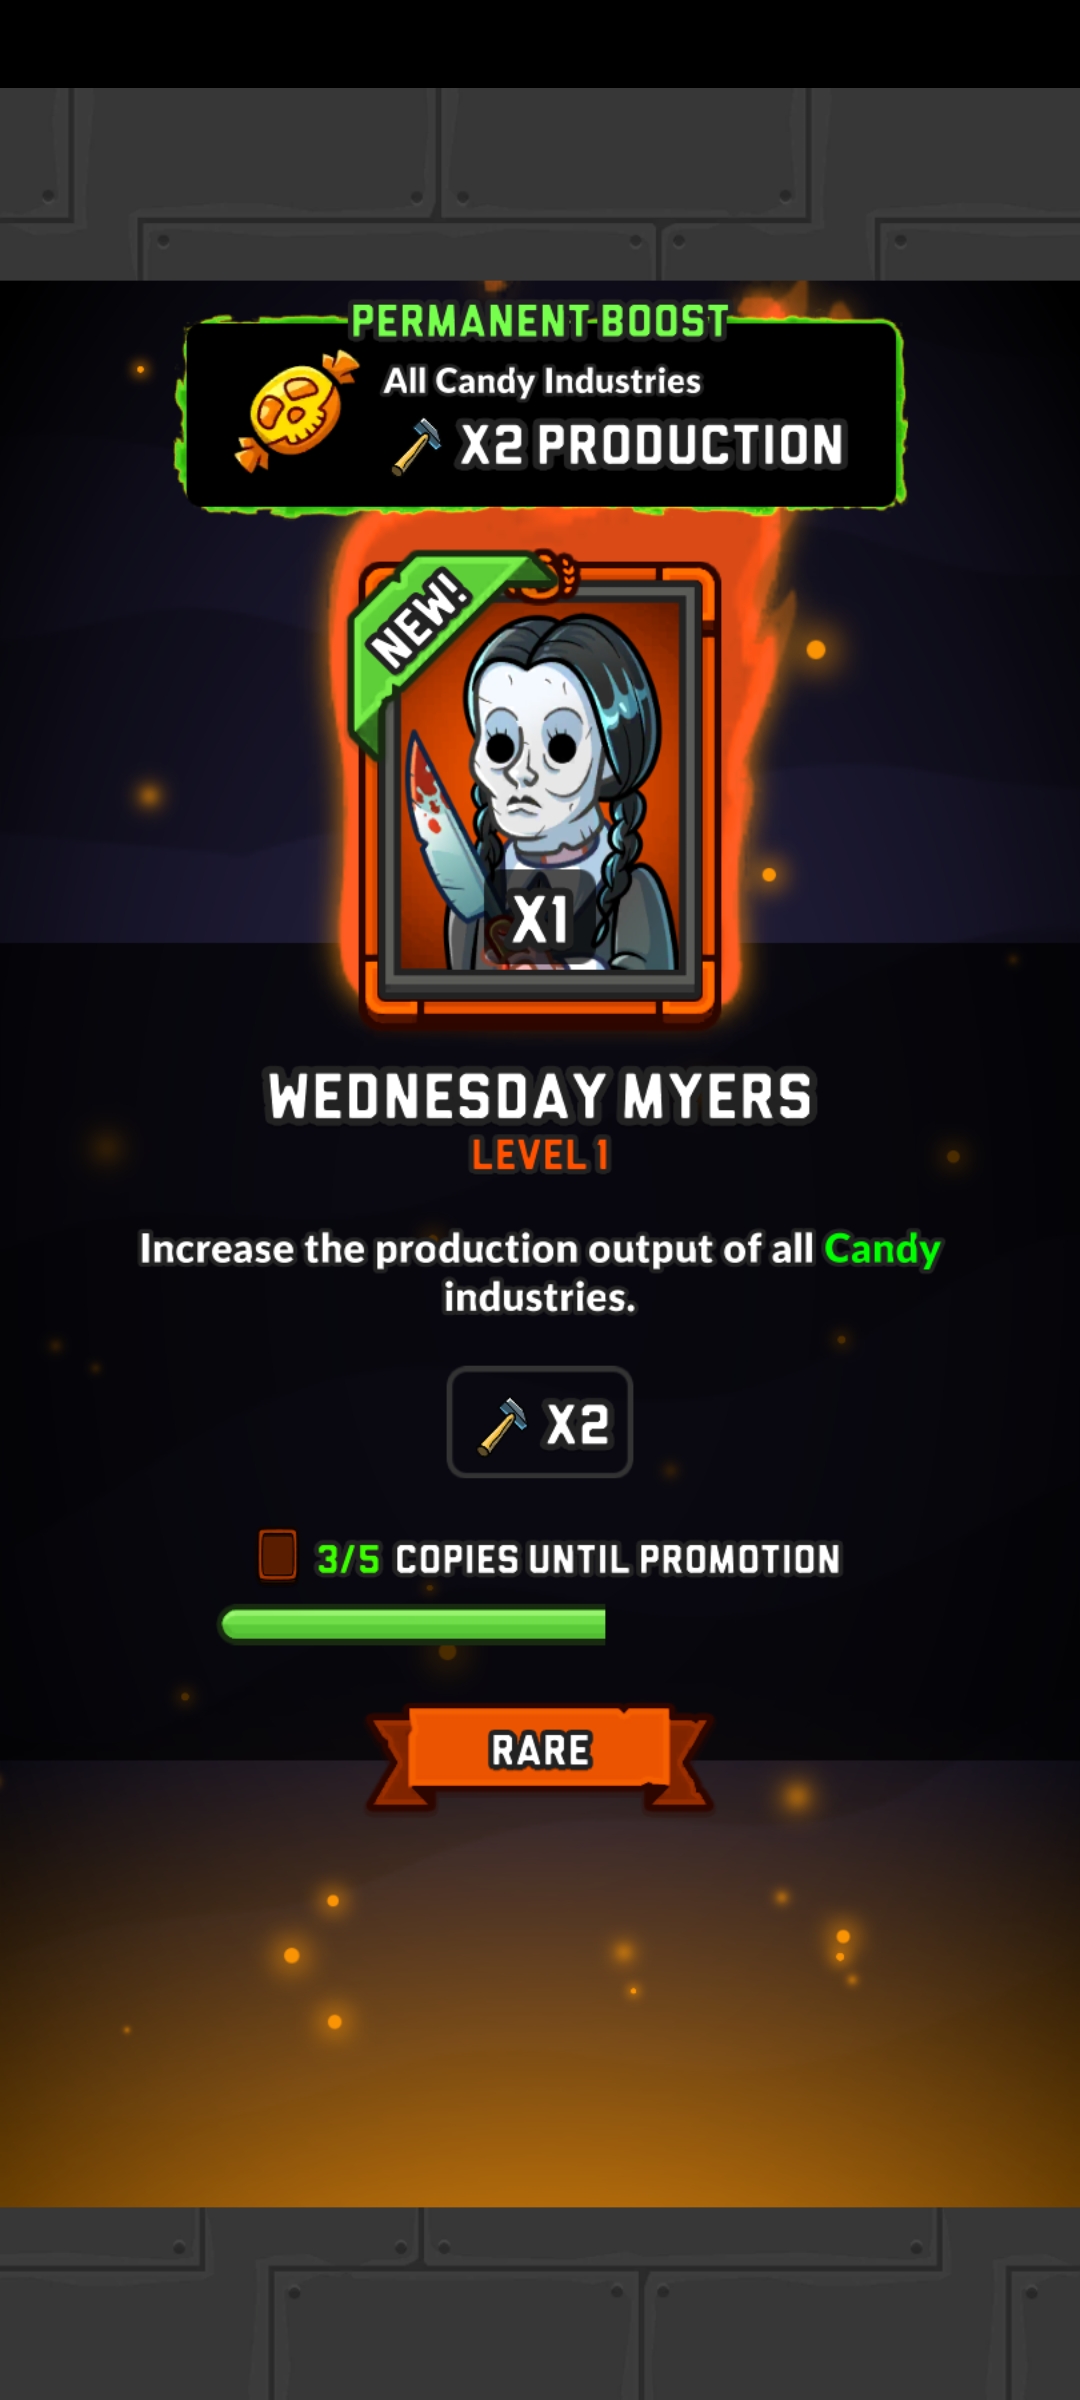 PERMANENT BOOST
All Candy Industries
X2 PRODUCTION
NEW!
X1
WEDNESDAY MYERS
LEVEL 1
Increase the production output of all Candy
industries.
X2
3/5 COPIES UNTIL PROMOTION
RARE